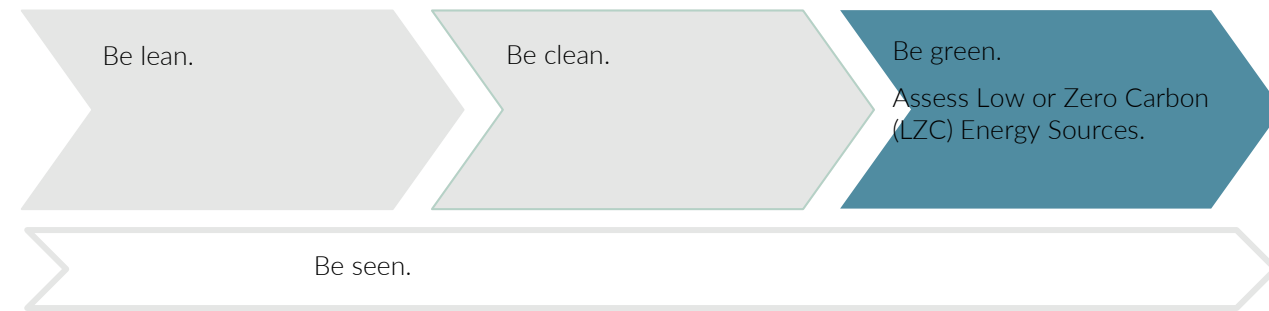 Be lean.
Be clean.
Be green.
Assess Low or Zero Carbon
(LZC) Energy Sources.
Be seen.